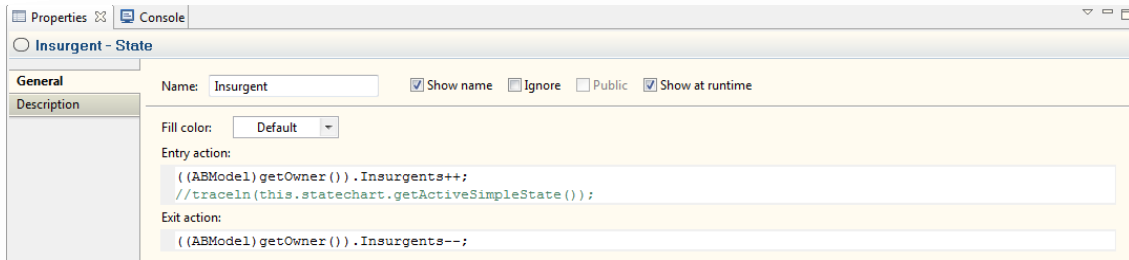 Properties Console
Insurgent - State
General
Description
Name: Insurgent Show name Ignore Public Show at runtime
Fill color: Default
Entry action:
((ABModel)getOwner()).Insurgents++;
//traceln(this.statechart.getActiveSimpleState());
Exit action:
((ABModel)getOwner()).Insurgents--;